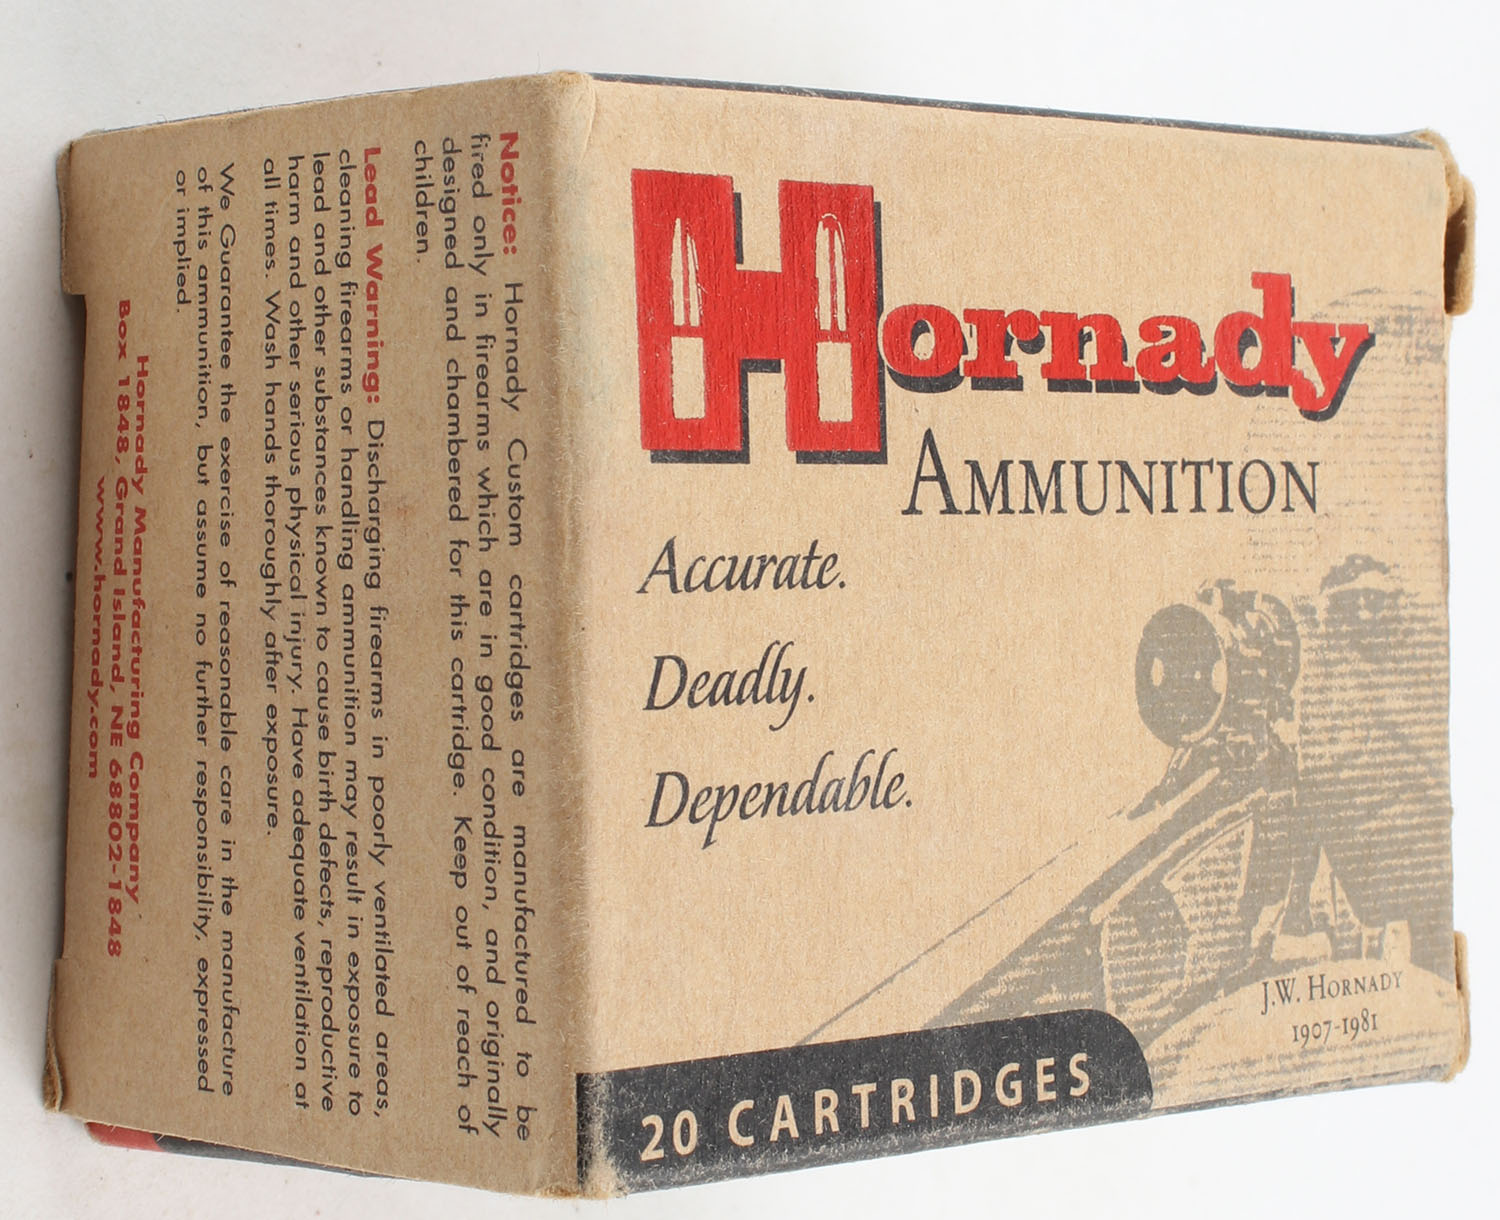 Hornady
AMMUNITION
Accurate.
Deadly.
Dependable.
J.W. HORNADY
1907-1981
20 CARTRIDGES
Notice: Hornady Custom cartridges are manufactured to be
fired only in firearms which are in good condition, and originally
designed and chambered for this cartridge. Keep out of reach of
children.
Lead Warning: Discharging firearms in poorly ventilated areas,
cleaning firearms or handling ammunition may result in exposure to
lead and other substances known to cause birth defects, reproductive
harm and other serious physical injury. Have adequate ventilation at
all times. Wash hands thoroughly after exposure.
We Guarantee the exercise of reasonable care in the manufacture
of this ammunition, but assume no further responsibility, expressed
or implied.
Hornady Manufacturing Company
Box 1848, Grand Island, NE 68802-1848
www.hornady.com